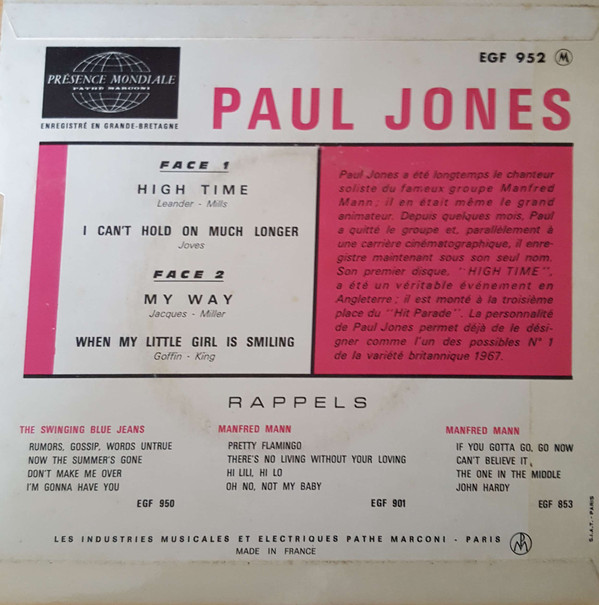 EGF 952 M
PRÉSENCE MONDIALE
PATHÉ MARCONI
ENREGISTRÉ EN GRANDE-BRETAGNE
PAUL JONES
FACE 1
HIGH TIME
Leander - Mills
I CAN'T HOLD ON MUCH LONGER
Joves
FACE 2
MY WAY
Jacques - Miller
WHEN MY LITTLE GIRL IS SMILING
Goffin - King
Paul Jones a été longtemps le chanteur
soliste du fameux groupe Manfred
Mann ; il en était même le grand
animateur. Depuis quelques mois, Paul
a quitté le groupe et, parallèlement à
une carrière cinématographique, il enre-
gistre maintenant sous son seul nom.
Son premier disque, "HIGH TIME",
a été un véritable événement en
Angleterre ; il est monté à la troisième
place du "Hit Parade". La personnalité
de Paul Jones permet déjà de le dési-
gner comme l'un des possibles N° 1
de la variété britannique 1967.
RAPPELS
THE SWINGING BLUE JEANS
RUMORS, GOSSIP, WORDS UNTRUE
NOW THE SUMMER'S GONE
DON'T MAKE ME OVER
I'M GONNA HAVE YOU
EGF 950
MANFRED MANN
PRETTY FLAMINGO
THERE'S NO LIVING WITHOUT YOUR LOVING
HI LILI, HI LO
OH NO, NOT MY BABY
EGF 901
MANFRED MANN
IF YOU GOTTA GO, GO NOW
CAN'T BELIEVE IT
THE ONE IN THE MIDDLE
JOHN HARDY
EGF 853
LES INDUSTRIES MUSICALES ET ELECTRIQUES PATHE MARCONI - PARIS
MADE IN FRANCE
S.I.A.T. - PARIS